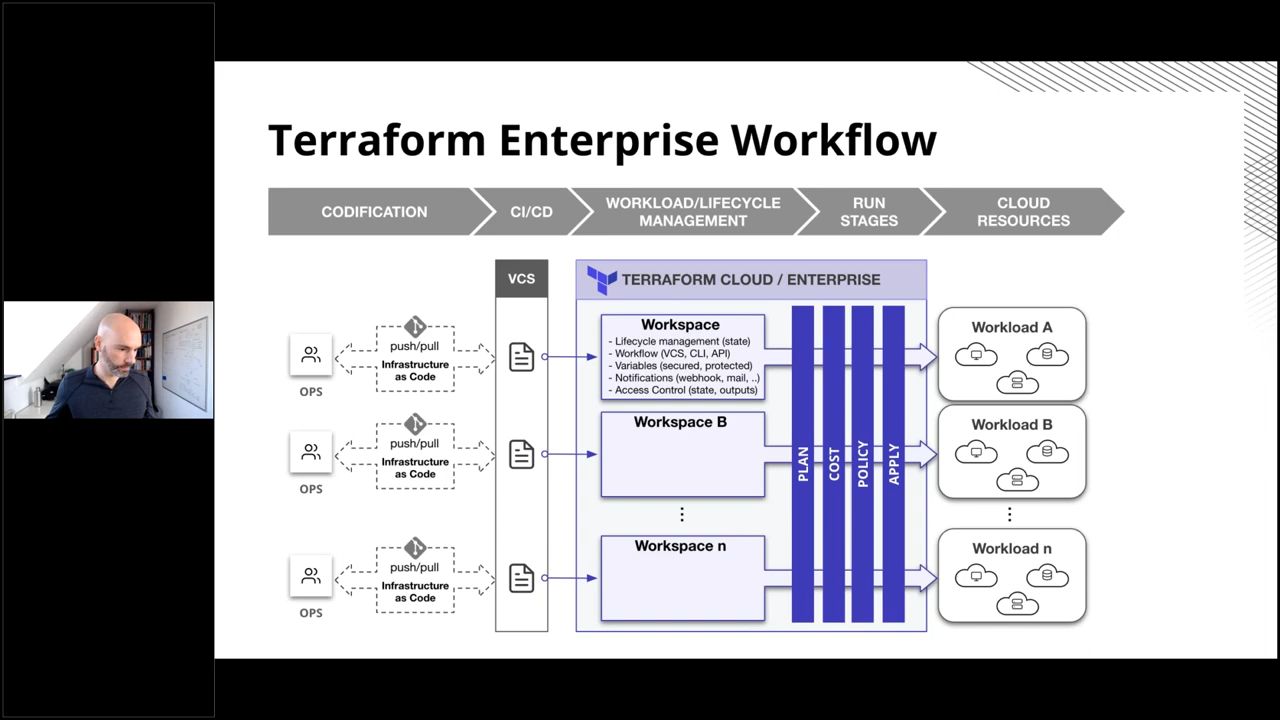 Terraform Enterprise Workflow
CODIFICATION
CI/CD
WORKLOAD/LIFECYCLE
MANAGEMENT
RUN
STAGES
CLOUD
RESOURCES
VCS
TERRAFORM CLOUD / ENTERPRISE
OPS
push/pull
Infrastructure
as Code
Workspace
- Lifecycle management (state)
- Workflow (VCS, CLI, API)
- Variables (secured, protected)
- Notifications (webhook, mail, ..)
- Access Control (state, outputs)
Workload A
OPS
push/pull
Infrastructure
as Code
Workspace B
Workload B
PLAN
COST
POLICY
APPLY
OPS
push/pull
Infrastructure
as Code
Workspace n
Workload n